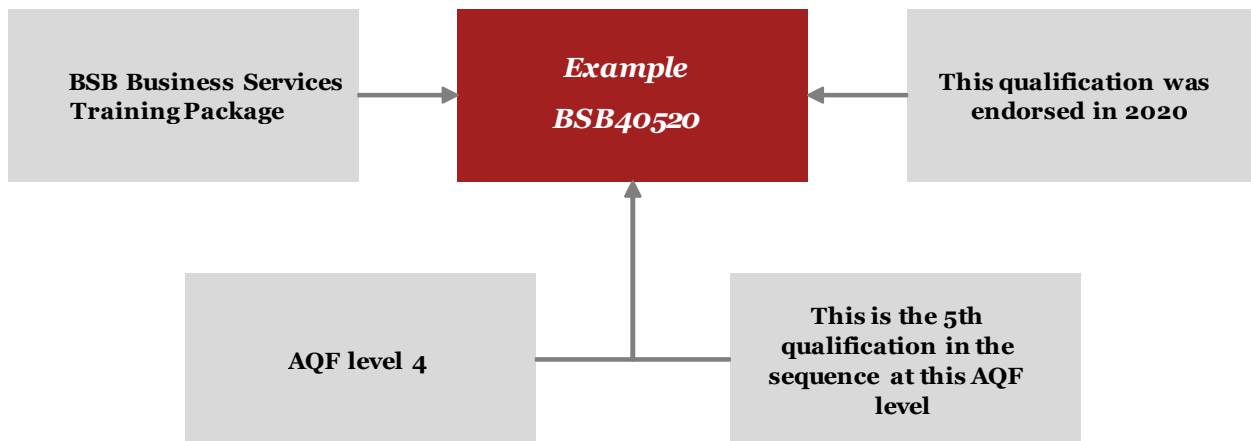 BSB Business Services
Training Package
Example
BSB40520
This qualification was
endorsed in 2020
AQF level 4
This is the 5th
qualification in the
sequence at this AQF
level